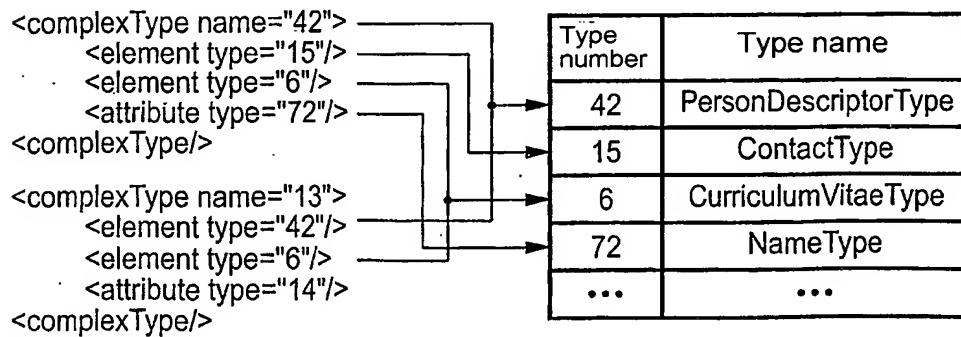 <complexType name="42">
<element type="15"/>
<element type="6"/>
<attribute type="72"/>
<complexType/>
<complexType name="13">
<element type="42"/>
<element type="6"/>
<attribute type="14"/>
<complexType/>
Type number Type name
42 PersonDescriptorType
15 ContactType
6 CurriculumVitaeType
72 NameType
... ...